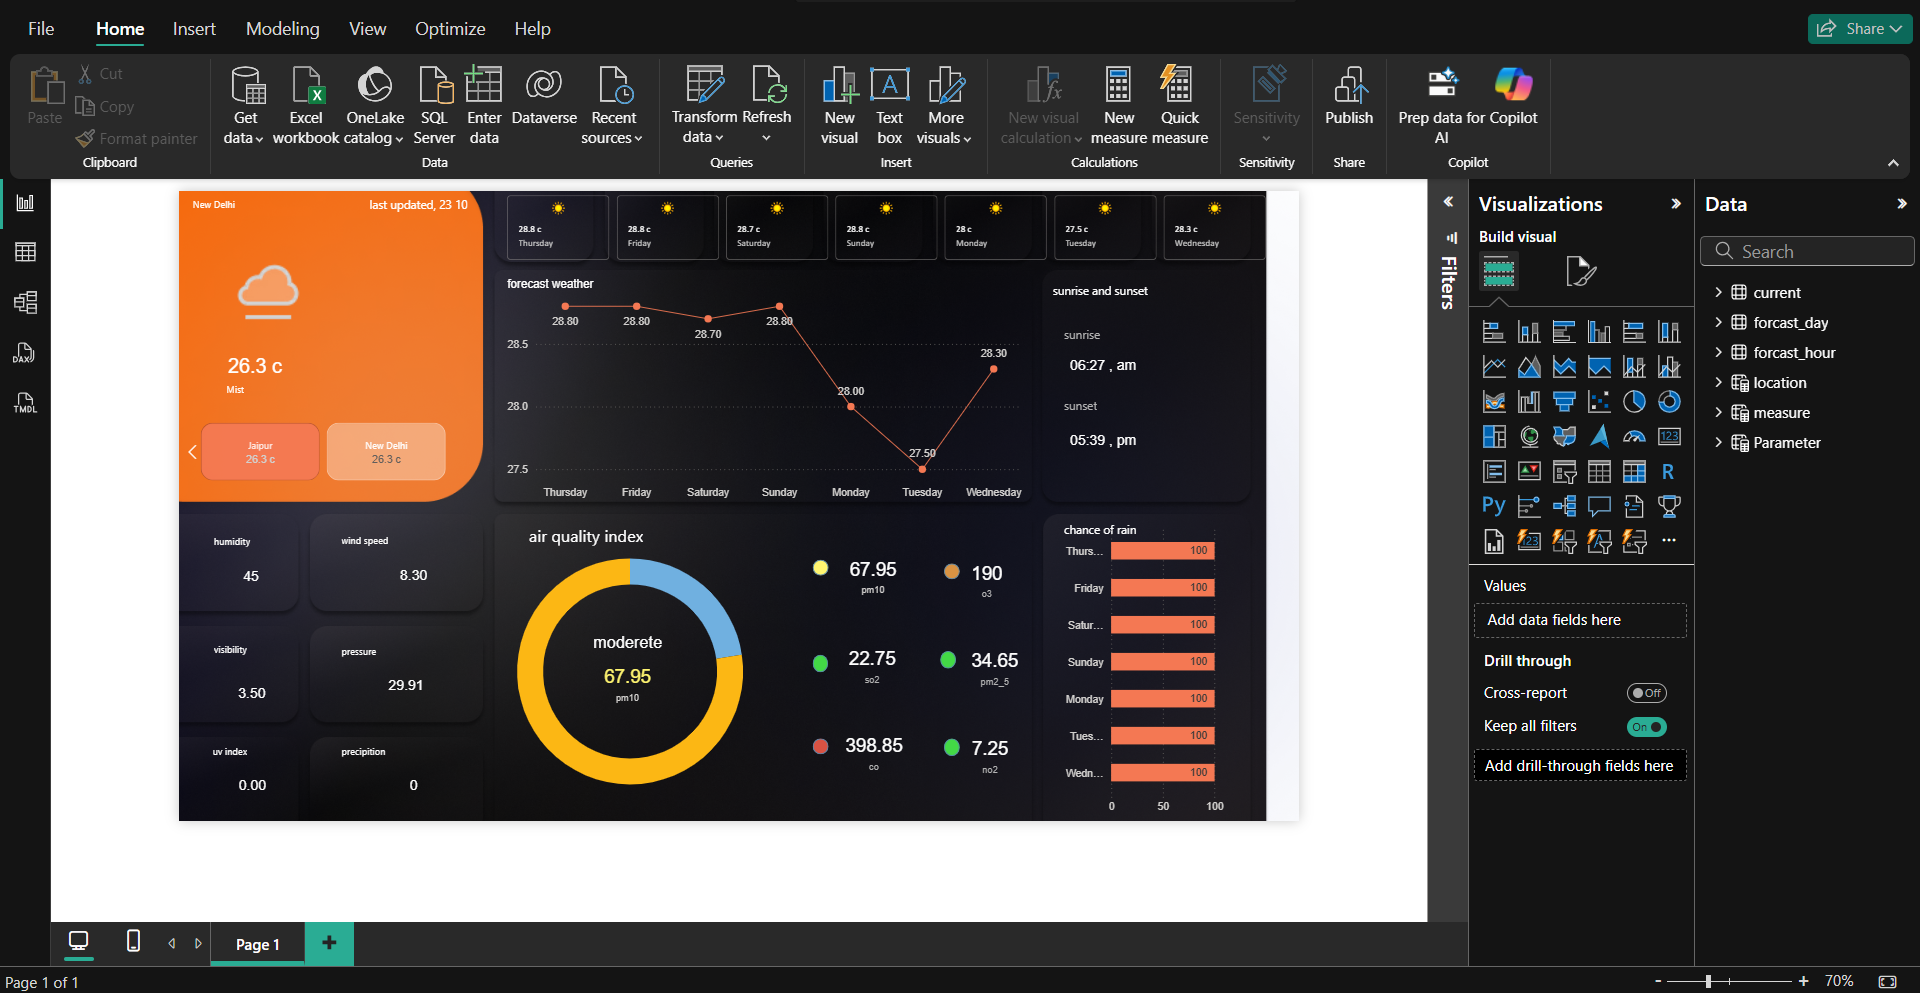 File Home Insert Modeling View Optimize Help
Share
Paste
Cut
Copy
Format painter
Clipboard
Get data
Excel workbook
OneLake catalog
SQL Server
Enter data
Dataverse
Recent sources
Data
Transform data
Refresh
Queries
New visual
Text box
More visuals
Insert
New visual calculation
New measure
Quick measure
Calculations
Sensitivity
Sensitivity
Publish
Share
Prep data for AI
Copilot
Copilot
DAX
TMDL
New Delhi
last updated, 23 10
26.3 c
Mist
Jaipur
26.3 c
New Delhi
26.3 c
28.8 c
Thursday
28.8 c
Friday
28.7 c
Saturday
28.8 c
Sunday
28 c
Monday
27.5 c
Tuesday
28.3 c
Wednesday
forecast weather
28.80
28.80
28.70
28.80
28.00
27.50
28.30
28.5
28.0
27.5
Thursday Friday Saturday Sunday Monday Tuesday Wednesday
sunrise and sunset
sunrise
06:27 , am
sunset
05:39 , pm
humidity
45
wind speed
8.30
visibility
3.50
pressure
29.91
uv index
0.00
precipition
0
air quality index
moderete
67.95
pm10
67.95
pm10
190
o3
22.75
so2
34.65
pm2_5
398.85
co
7.25
no2
chance of rain
Thurs... 100
Friday 100
Satur... 100
Sunday 100
Monday 100
Tues... 100
Wedn... 100
0 50 100
Filters
Visualizations
Build visual
123
R
Py
123
Values
Add data fields here
Drill through
Cross-report Off
Keep all filters On
Add drill-through fields here
Data
Search
current
forcast_day
forcast_hour
location
measure
Parameter
Page 1
Page 1 of 1
70%